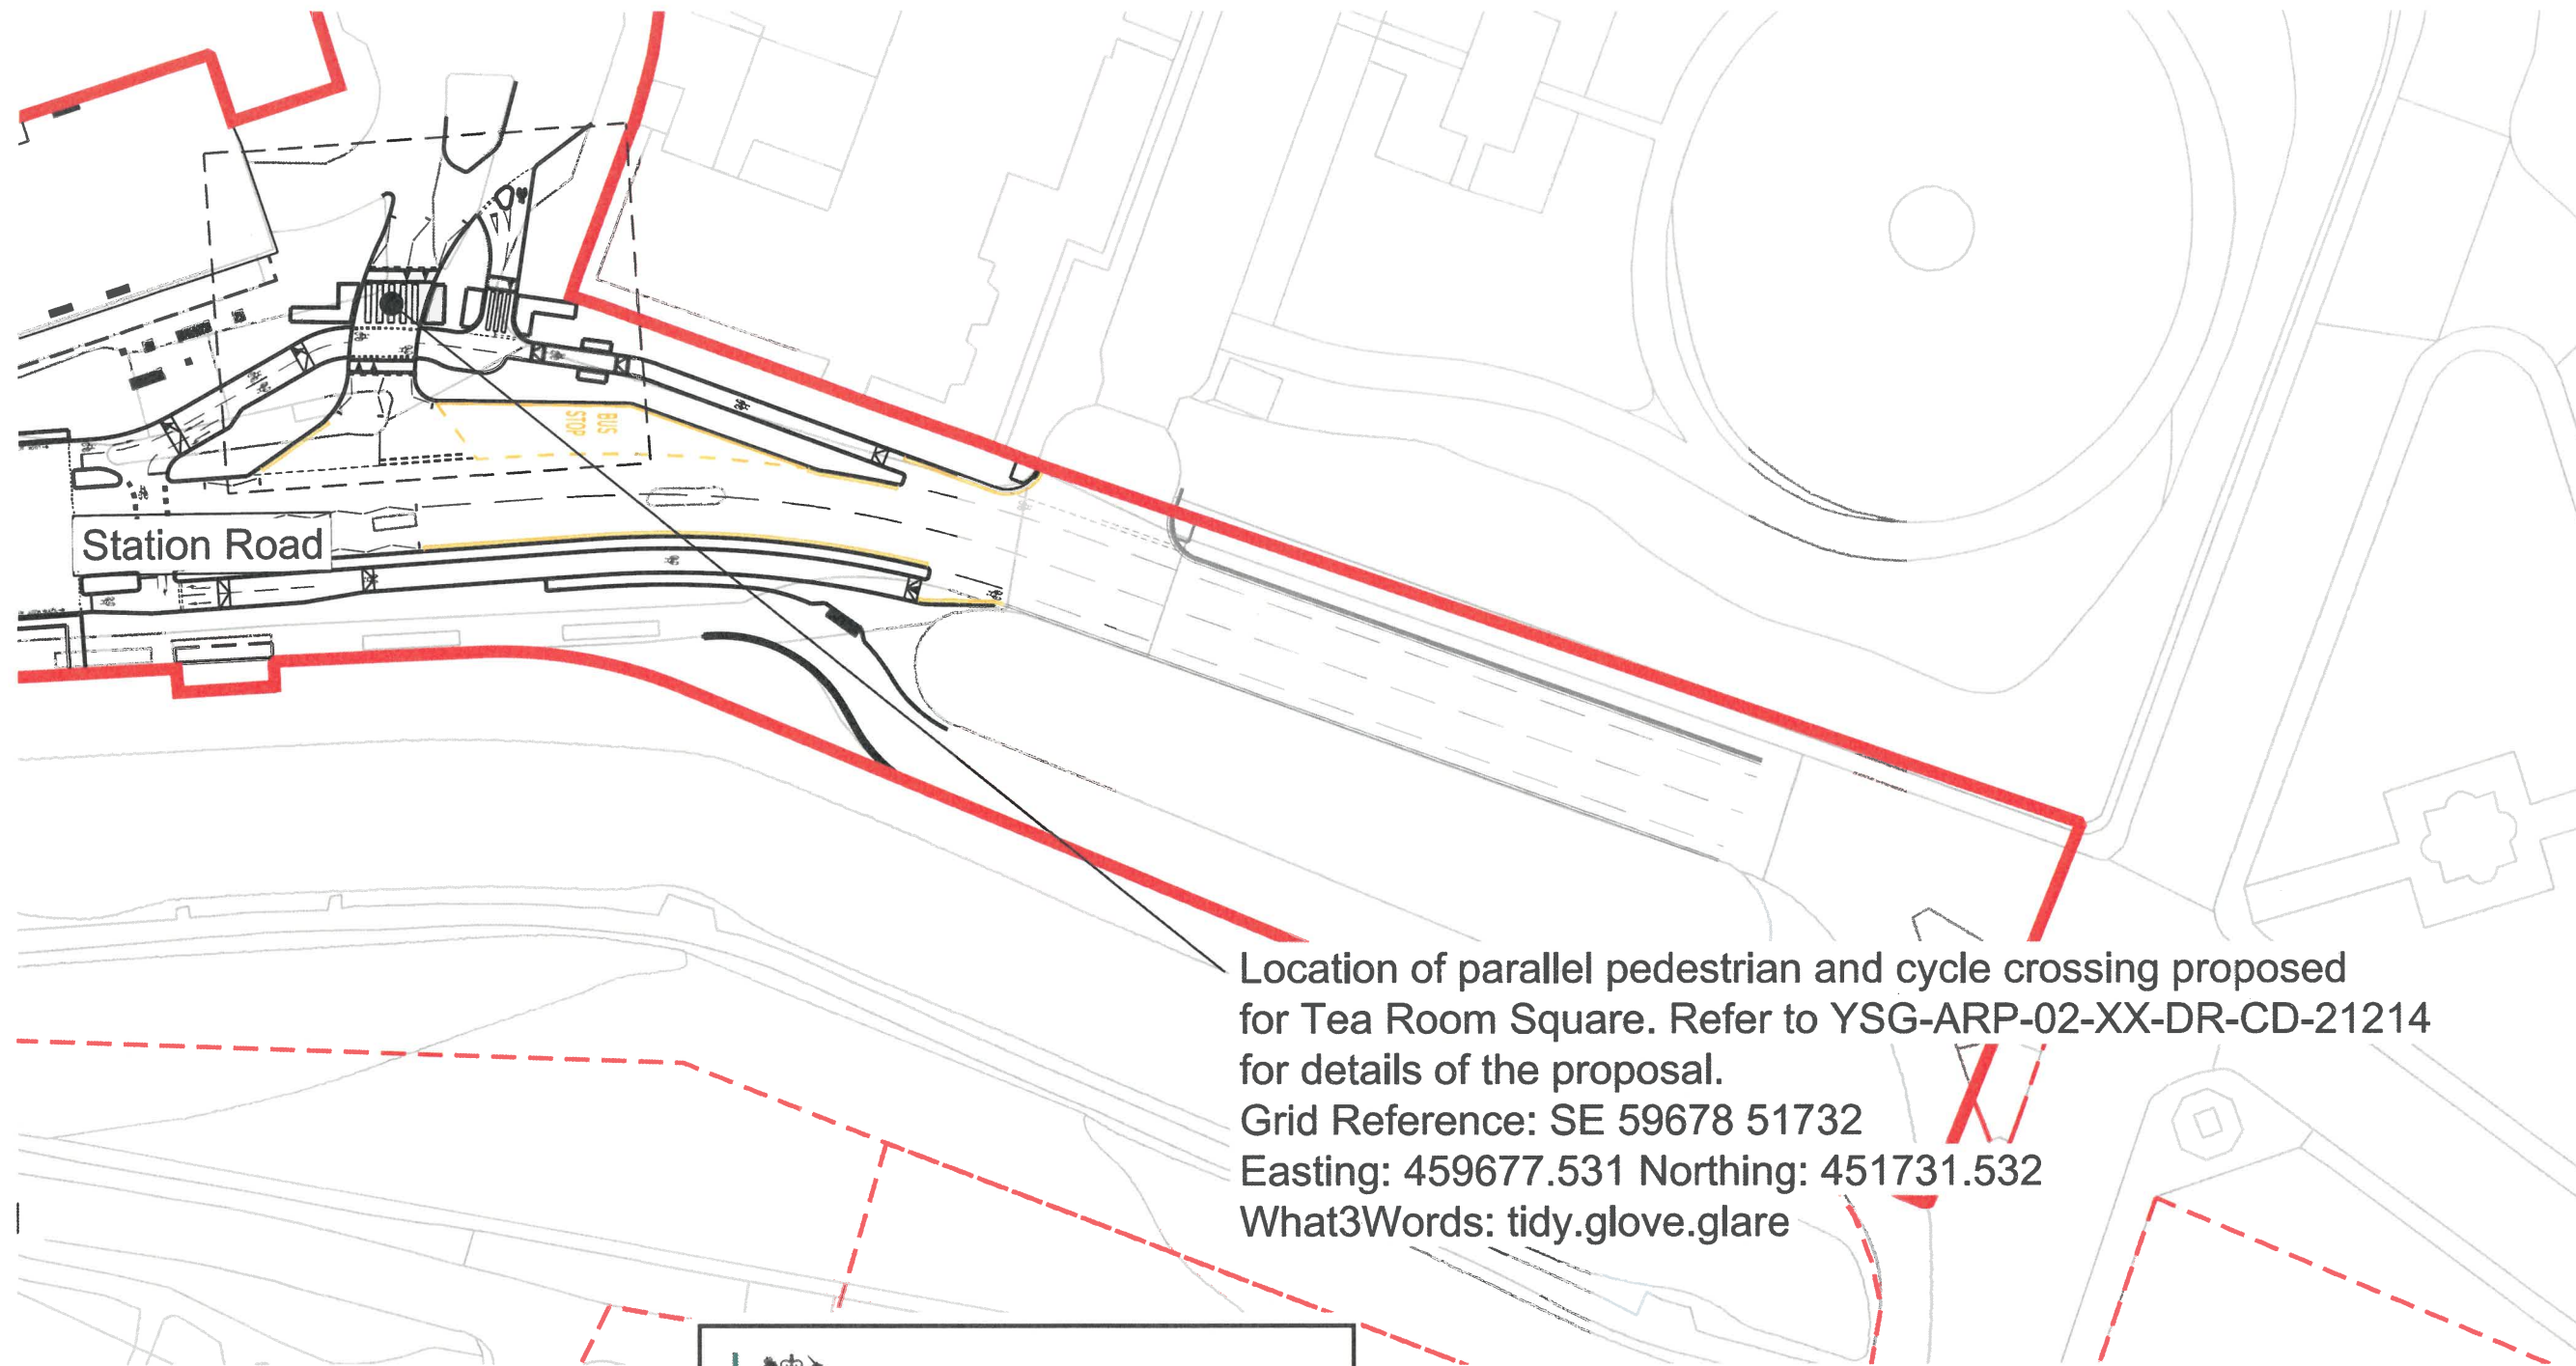 BUS
STOP
Station Road
Location of parallel pedestrian and cycle crossing proposed
for Tea Room Square. Refer to YSG-ARP-02-XX-DR-CD-21214
for details of the proposal.
Grid Reference: SE 59678 51732
Easting: 459677.531 Northing: 451731.532
What3Words: tidy.glove.glare